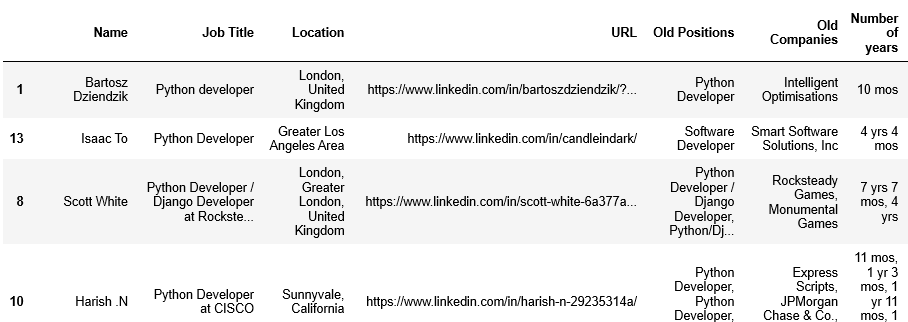 Name Job Title Location URL Old Positions Old Companies Number of years
1 Bartosz Dziendzik Python developer London, United Kingdom https://www.linkedin.com/in/bartoszdziendzik/?... Python Developer Intelligent Optimisations 10 mos
13 Isaac To Python Developer Greater Los Angeles Area https://www.linkedin.com/in/candleindark/ Software Developer Smart Software Solutions, Inc 4 yrs 4 mos
8 Scott White Python Developer / Django Developer at Rockste... London, Greater London, United Kingdom https://www.linkedin.com/in/scott-white-6a377a... Python Developer / Django Developer, Python/Dj... Rocksteady Games, Monumental Games 7 yrs 7 mos, 4 yrs
10 Harish .N Python Developer at CISCO Sunnyvale, California https://www.linkedin.com/in/harish-n-29235314a/ Python Developer, Python Developer, Express Scripts, JPMorgan Chase & Co., 11 mos, 1 yr 3 mos, 1 yr 11 mos, 1